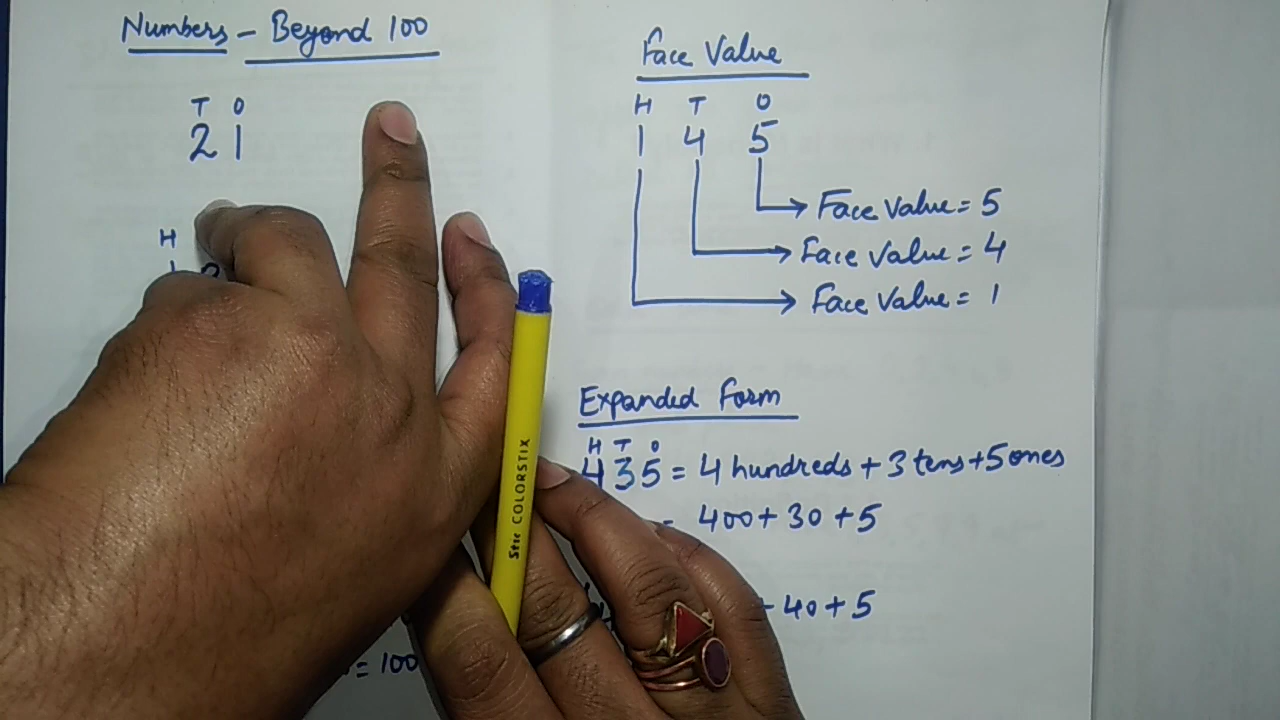 Numbers - Beyond 100
T O
2 1
H
Face Value
H T O
1 4 5
Face Value = 5
Face Value = 4
Face Value = 1
Expanded Form
H T O
435 = 4 hundreds + 3 tens + 5 ones
= 400 + 30 + 5
40 + 5
= 100
Stic COLORSTIX